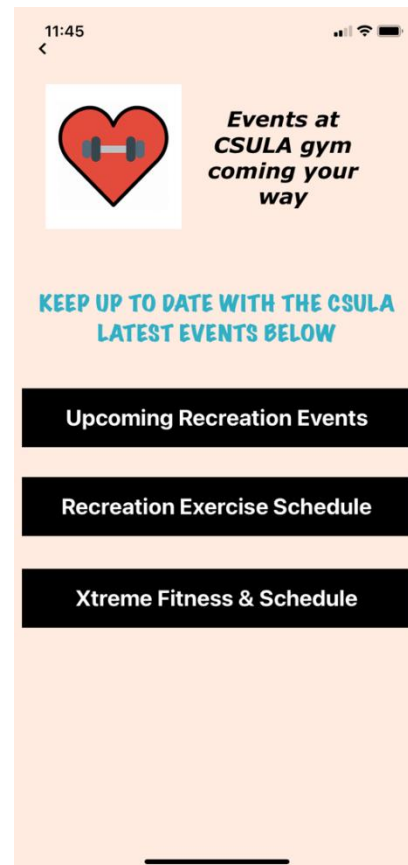 11:45
Events at
CSULA gym
coming your
way
KEEP UP TO DATE WITH THE CSULA
LATEST EVENTS BELOW
Upcoming Recreation Events
Recreation Exercise Schedule
Xtreme Fitness & Schedule